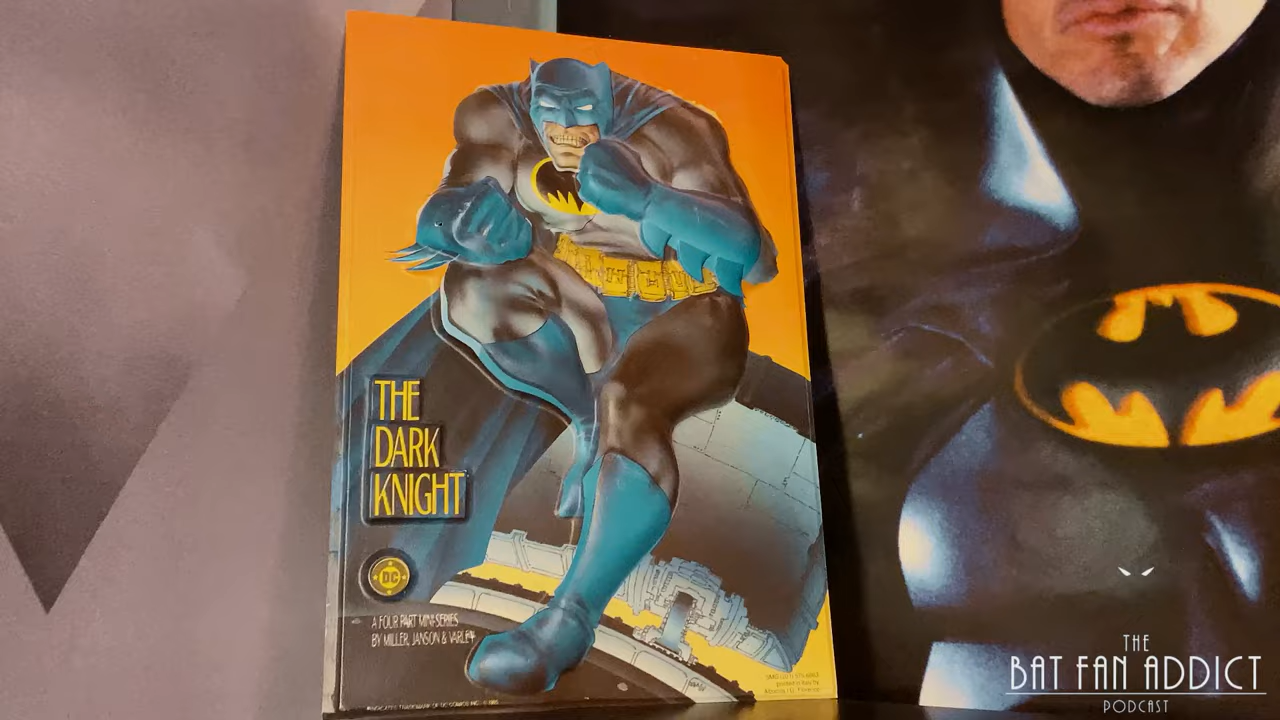 THE
DARK
KNIGHT
DC
A FOUR PART MINI-SERIES
BY MILLER, JANSON & VARLEY
THE
BAT FAN ADDICT
PODCAST